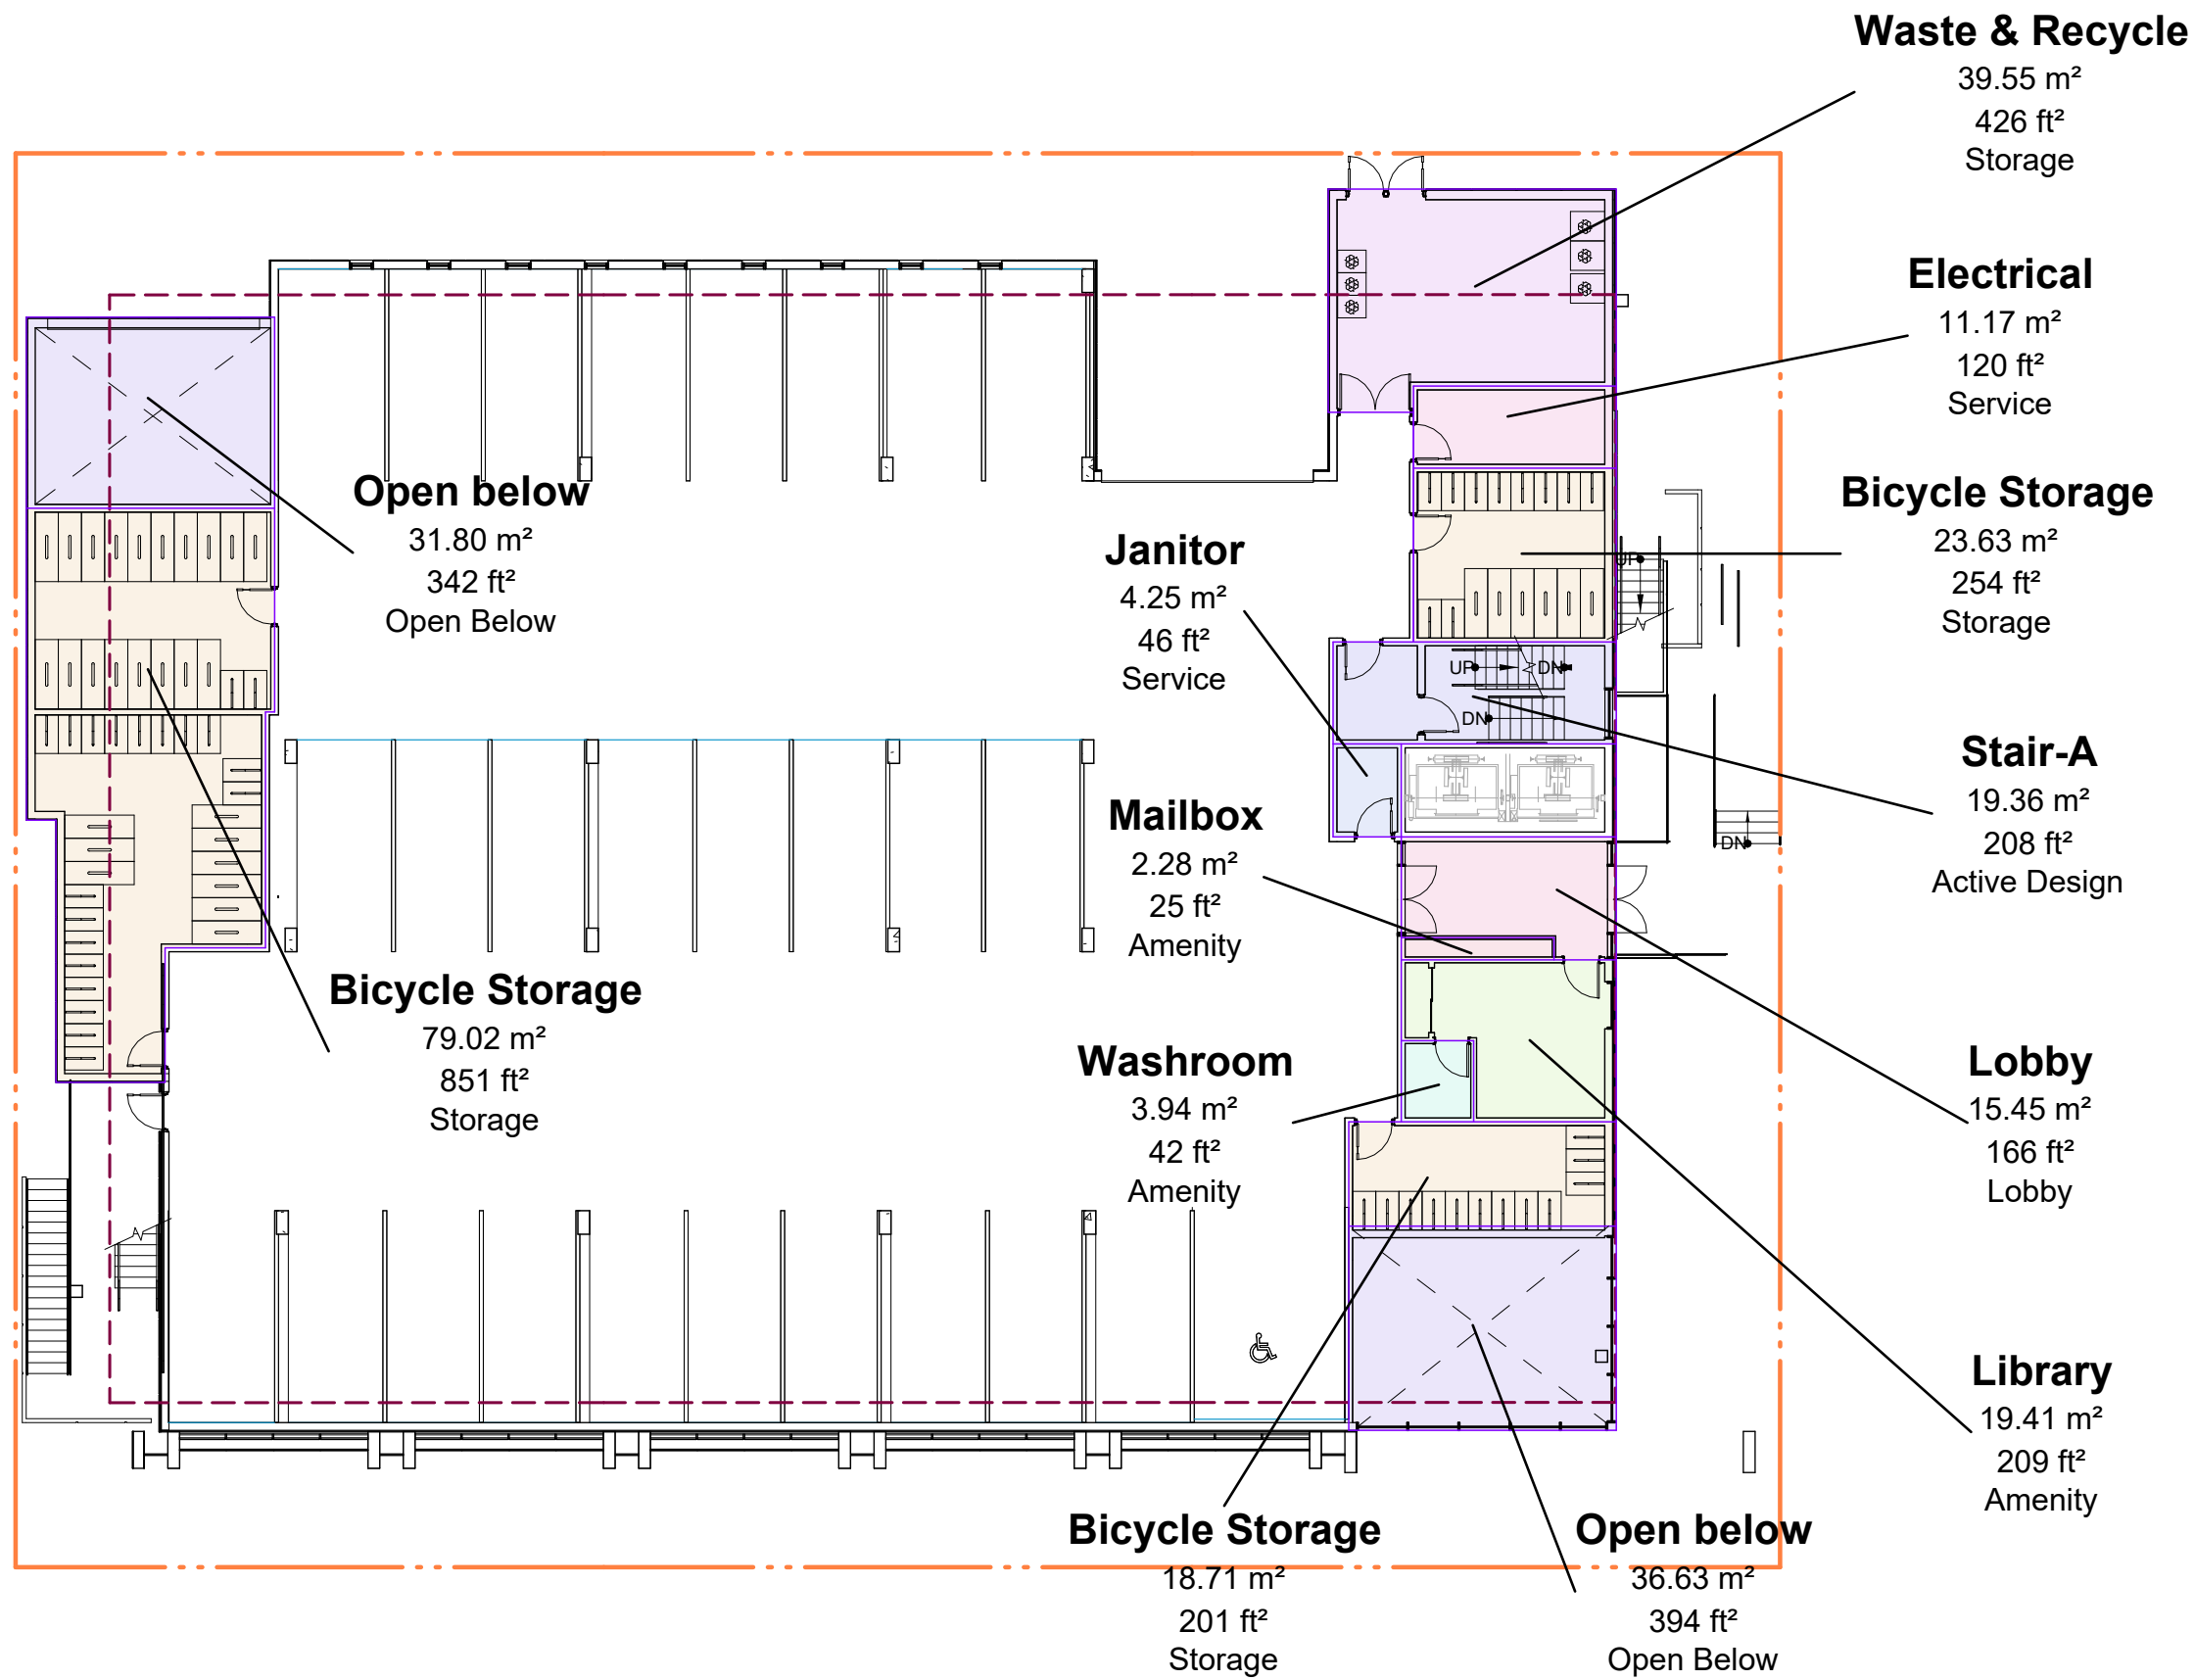 Waste & Recycle
39.55 m²
426 ft²
Storage
Electrical
11.17 m²
120 ft²
Service
Open below
31.80 m²
342 ft²
Open Below
Bicycle Storage
23.63 m²
254 ft²
Storage
Janitor
4.25 m²
46 ft²
Service
UP
UP
DN
DN
Stair-A
19.36 m²
208 ft²
Active Design
Mailbox
2.28 m²
25 ft²
Amenity
DN
Bicycle Storage
79.02 m²
851 ft²
Storage
Washroom
3.94 m²
42 ft²
Amenity
Lobby
15.45 m²
166 ft²
Lobby
Library
19.41 m²
209 ft²
Amenity
Bicycle Storage
18.71 m²
201 ft²
Storage
Open below
36.63 m²
394 ft²
Open Below